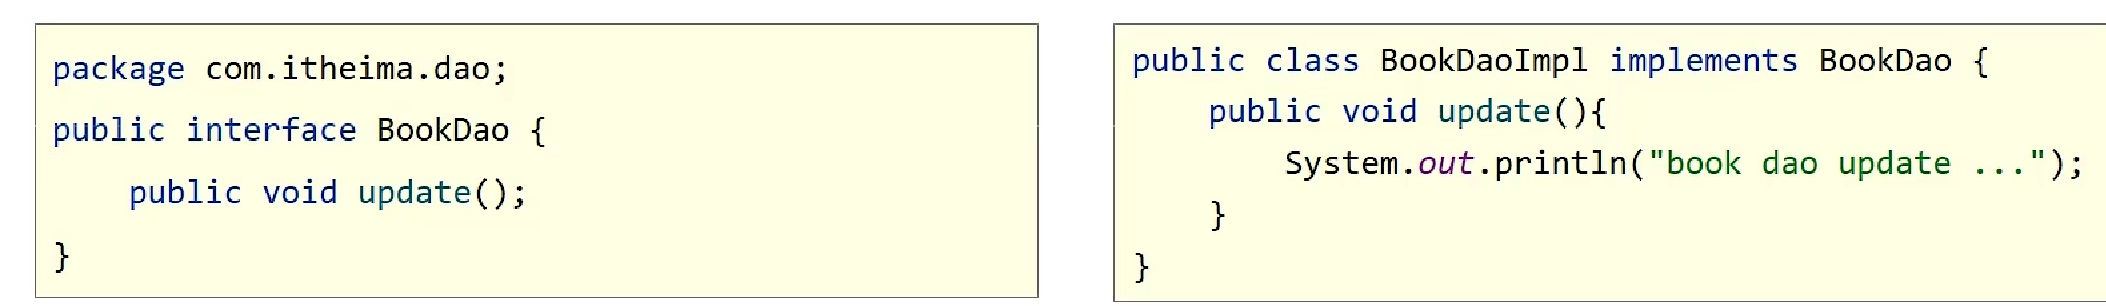 package com.itheima.dao;
public interface BookDao {
    public void update();
}
public class BookDaoImpl implements BookDao {
    public void update(){
        System.out.println("book dao update ...");
    }
}